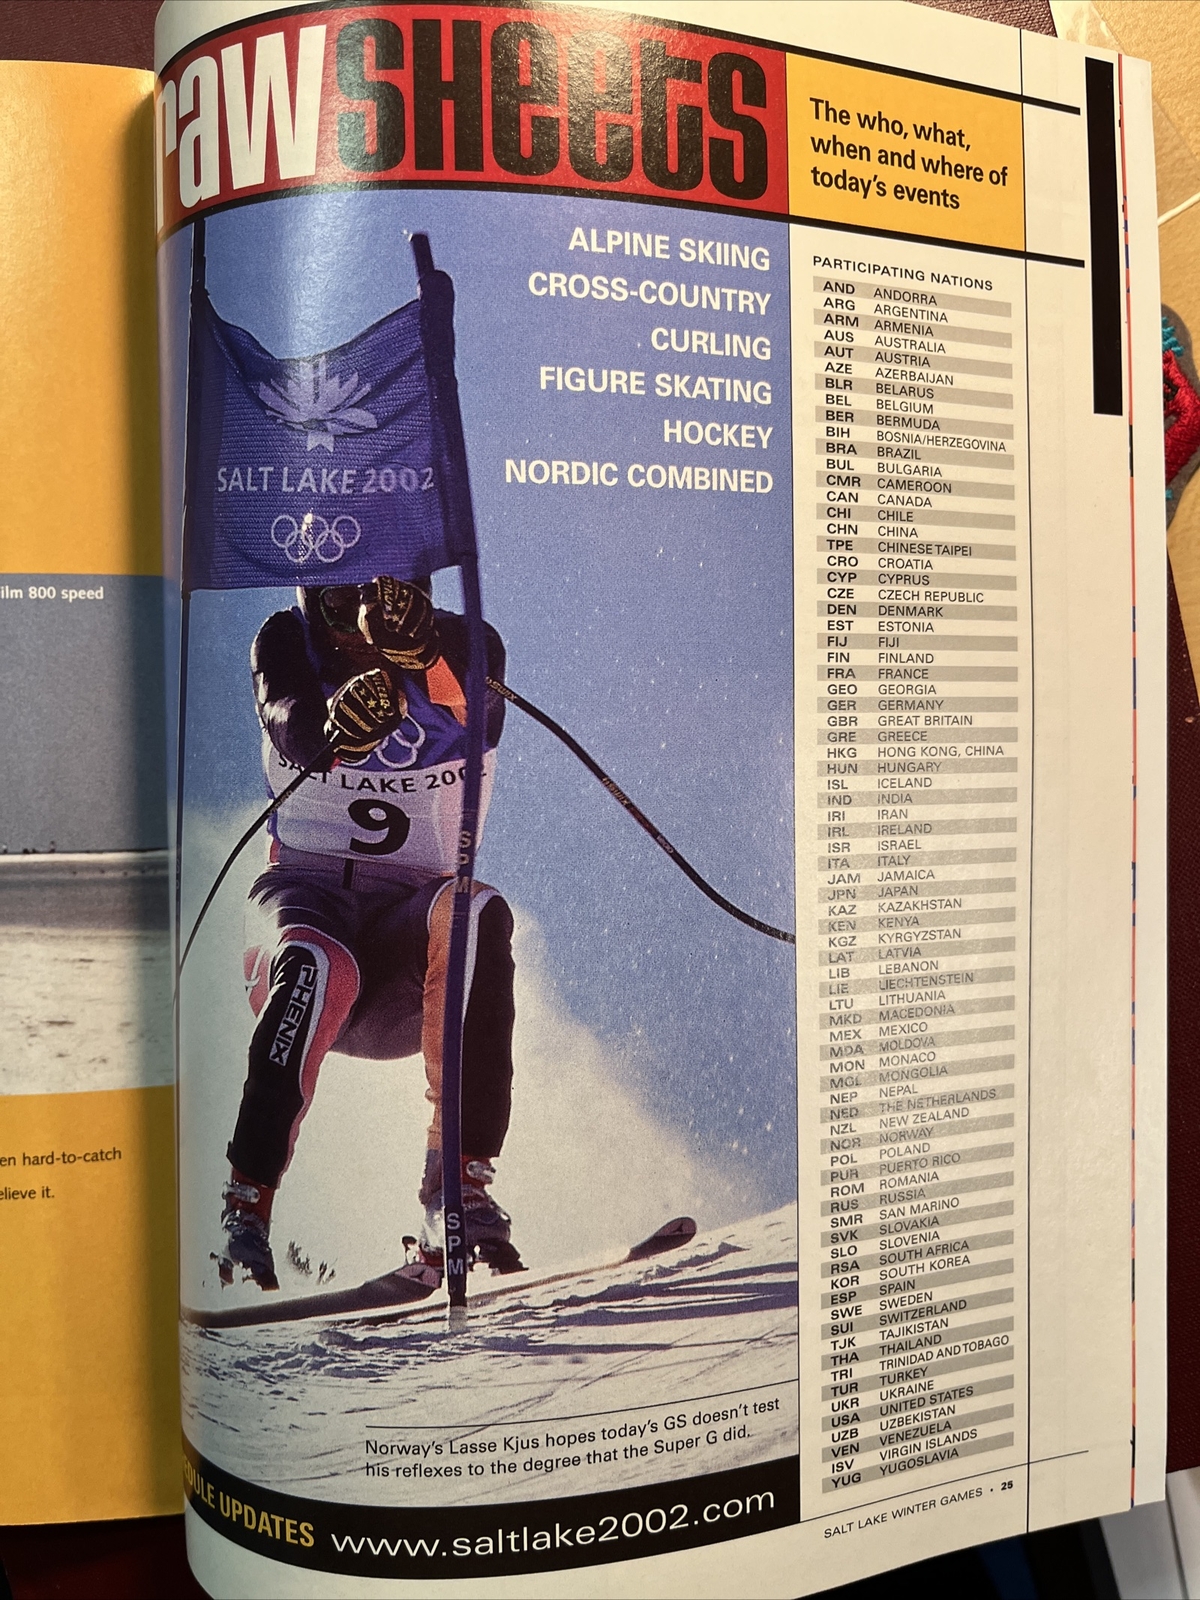 ilm 800 speed
en hard-to-catch
elieve it.
raw SHeets
The who, what,
when and where of
today's events
ALPINE SKIING
CROSS-COUNTRY
CURLING
FIGURE SKATING
HOCKEY
NORDIC COMBINED
SALT LAKE 2002
SWIX
SALT LAKE 2002
9
SPM
PHENIX
SPM
Norway's Lasse Kjus hopes today's GS doesn't test
his reflexes to the degree that the Super G did.
DULE UPDATES www.saltlake2002.com
PARTICIPATING NATIONS
AND ANDORRA
ARG ARGENTINA
ARM ARMENIA
AUS AUSTRALIA
AUT AUSTRIA
AZE AZERBAIJAN
BLR BELARUS
BEL BELGIUM
BER BERMUDA
BIH BOSNIA/HERZEGOVINA
BRA BRAZIL
BUL BULGARIA
CMR CAMEROON
CAN CANADA
CHI CHILE
CHN CHINA
TPE CHINESE TAIPEI
CRO CROATIA
CYP CYPRUS
CZE CZECH REPUBLIC
DEN DENMARK
EST ESTONIA
FIJ FIJI
FIN FINLAND
FRA FRANCE
GEO GEORGIA
GER GERMANY
GBR GREAT BRITAIN
GRE GREECE
HKG HONG KONG, CHINA
HUN HUNGARY
ISL ICELAND
IND INDIA
IRI IRAN
IRL IRELAND
ISR ISRAEL
ITA ITALY
JAM JAMAICA
JPN JAPAN
KAZ KAZAKHSTAN
KEN KENYA
KGZ KYRGYZSTAN
LAT LATVIA
LIB LEBANON
LIE LIECHTENSTEIN
LTU LITHUANIA
MKD MACEDONIA
MEX MEXICO
MDA MOLDOVA
MON MONACO
MGL MONGOLIA
NEP NEPAL
NED THE NETHERLANDS
NZL NEW ZEALAND
NOR NORWAY
POL POLAND
PUR PUERTO RICO
ROM ROMANIA
RUS RUSSIA
SMR SAN MARINO
SVK SLOVAKIA
SLO SLOVENIA
RSA SOUTH AFRICA
KOR SOUTH KOREA
ESP SPAIN
SWE SWEDEN
SUI SWITZERLAND
TJK TAJIKISTAN
THA THAILAND
TRI TRINIDAD AND TOBAGO
TUR TURKEY
UKR UKRAINE
USA UNITED STATES
UZB UZBEKISTAN
VEN VENEZUELA
ISV VIRGIN ISLANDS
YUG YUGOSLAVIA
SALT LAKE WINTER GAMES • 25